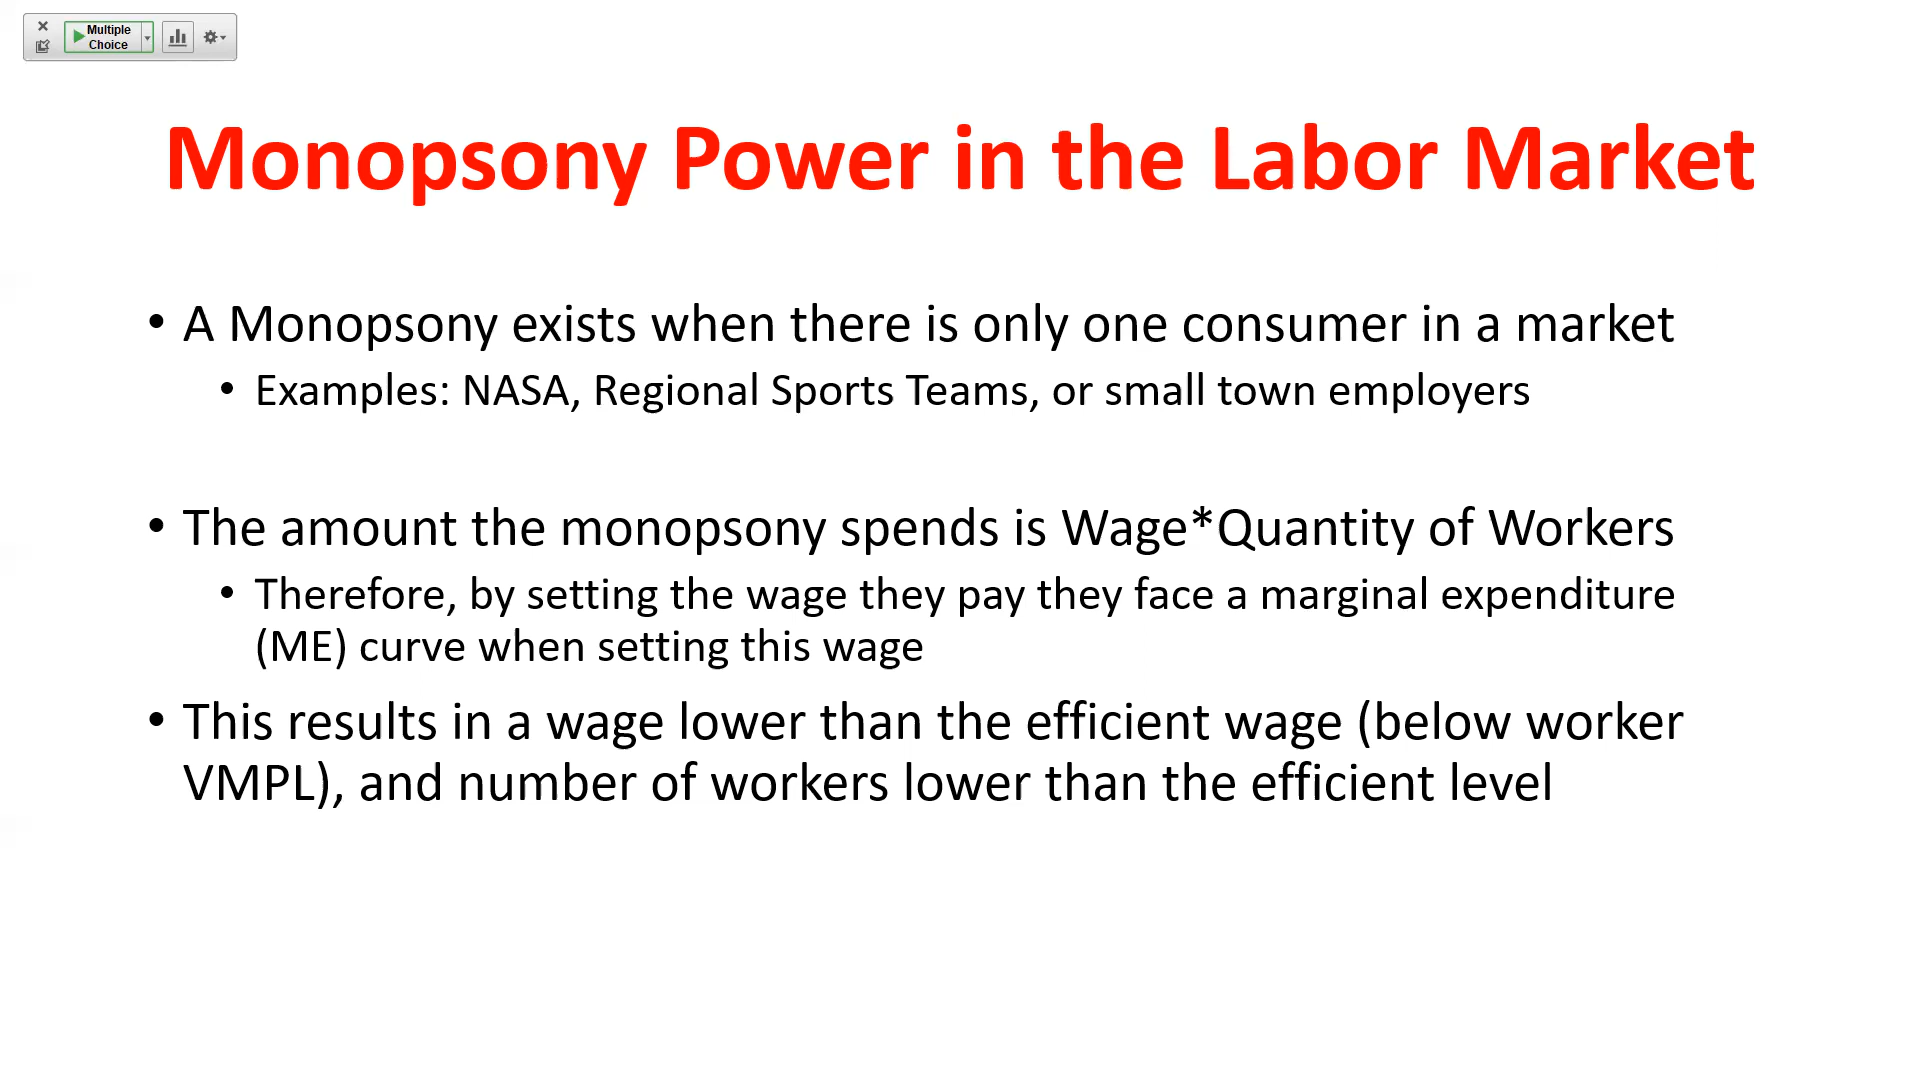 Multiple
Choice
Monopsony Power in the Labor Market
• A Monopsony exists when there is only one consumer in a market
• Examples: NASA, Regional Sports Teams, or small town employers
• The amount the monopsony spends is Wage*Quantity of Workers
• Therefore, by setting the wage they pay they face a marginal expenditure
(ME) curve when setting this wage
• This results in a wage lower than the efficient wage (below worker
VMPL), and number of workers lower than the efficient level